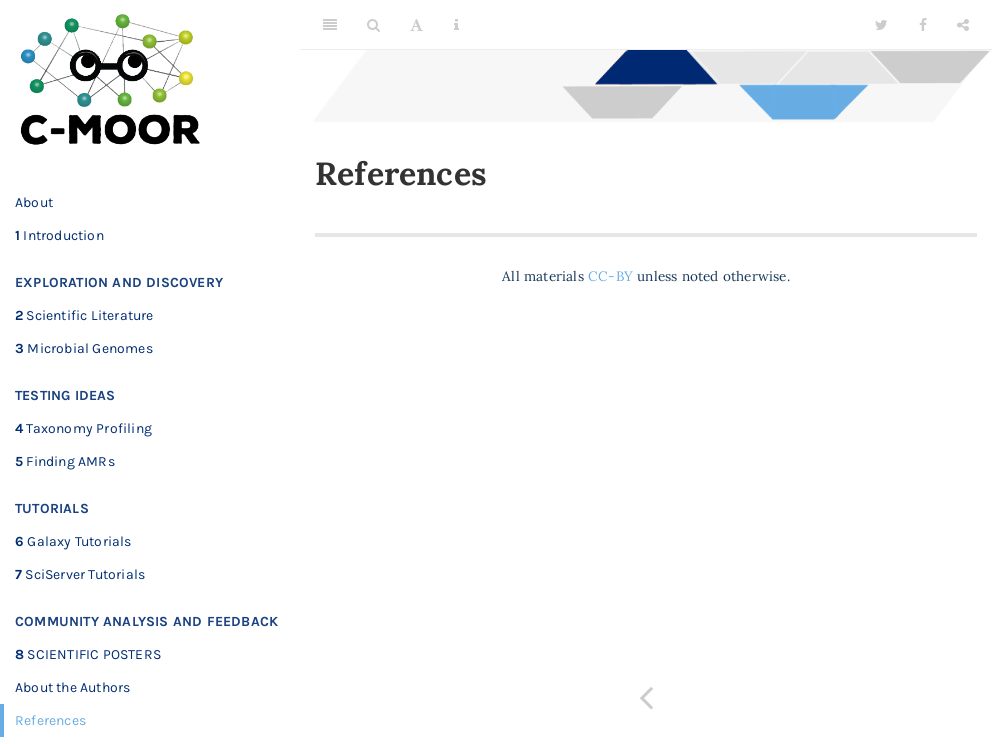 C-MOOR
About
1 Introduction
EXPLORATION AND DISCOVERY
2 Scientific Literature
3 Microbial Genomes
TESTING IDEAS
4 Taxonomy Profiling
5 Finding AMRs
TUTORIALS
6 Galaxy Tutorials
7 SciServer Tutorials
COMMUNITY ANALYSIS AND FEEDBACK
8 SCIENTIFIC POSTERS
About the Authors
References
A
References
All materials CC-BY unless noted otherwise.